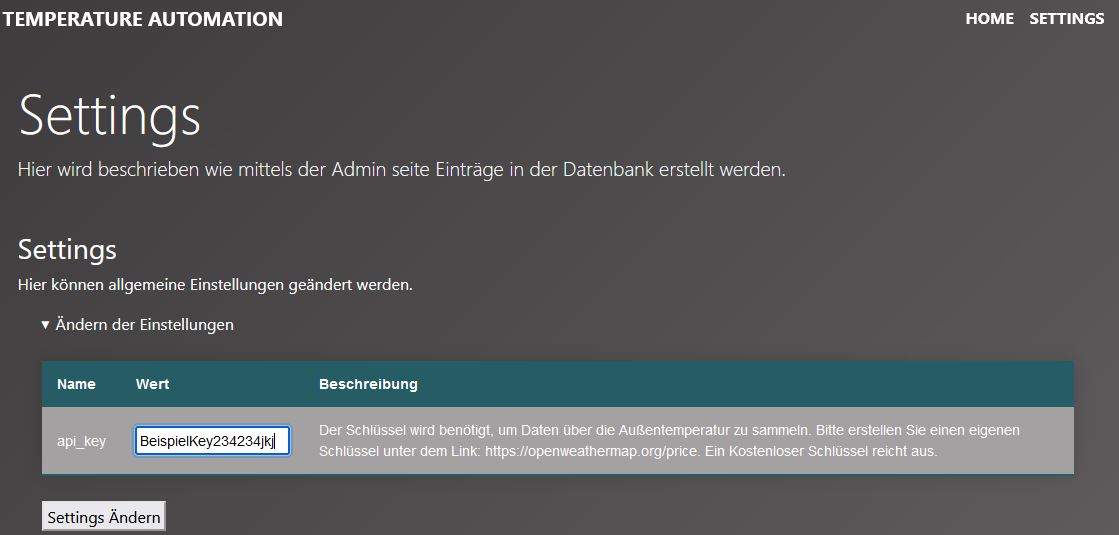 TEMPERATURE AUTOMATION
HOME SETTINGS
Settings
Hier wird beschrieben wie mittels der Admin seite Einträge in der Datenbank erstellt werden.
Settings
Hier können allgemeine Einstellungen geändert werden.
▾ Ändern der Einstellungen
Name Wert Beschreibung
api_key BeispielKey234234jkj Der Schlüssel wird benötigt, um Daten über die Außentemperatur zu sammeln. Bitte erstellen Sie einen eigenen
Schlüssel unter dem Link: https://openweathermap.org/price. Ein Kostenloser Schlüssel reicht aus.
Settings Ändern